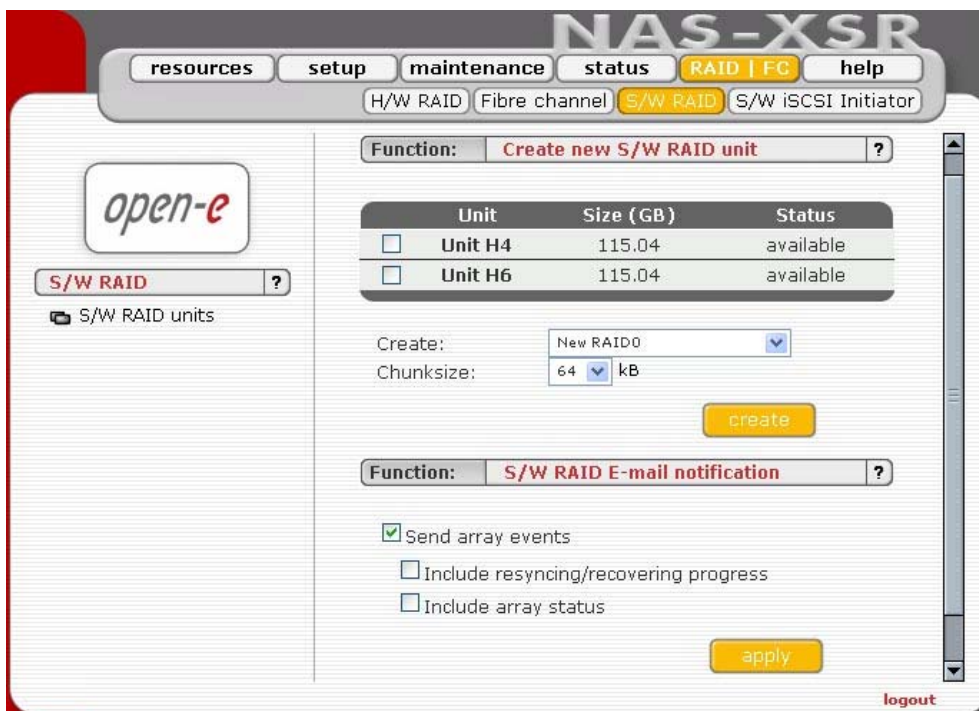 NAS-XSR
resources setup maintenance status RAID | FC help
H/W RAID Fibre channel S/W RAID S/W iSCSI Initiator
open-e
S/W RAID ?
S/W RAID units
Function: Create new S/W RAID unit ?
Unit Size (GB) Status
Unit H4 115.04 available
Unit H6 115.04 available
Create: New RAID0
Chunksize: 64 kB
create
Function: S/W RAID E-mail notification ?
Send array events
Include resyncing/recovering progress
Include array status
apply
logout